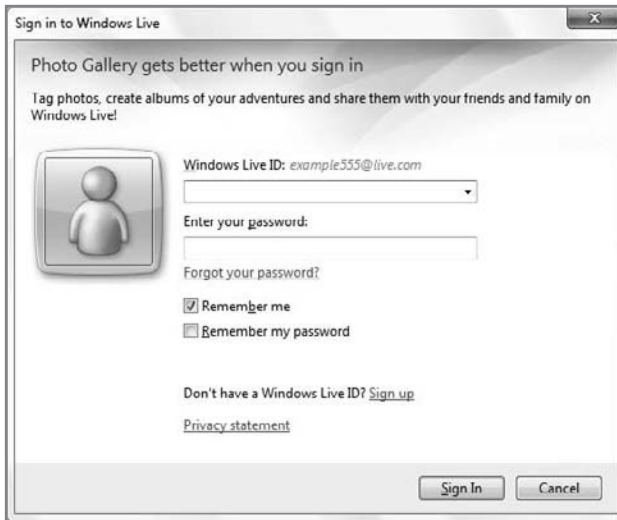 Sign in to Windows Live
x
Photo Gallery gets better when you sign in
Tag photos, create albums of your adventures and share them with your friends and family on
Windows Live!
Windows Live ID: example555@live.com
Enter your password:
Forgot your password?
Remember me
Remember my password
Don't have a Windows Live ID? Sign up
Privacy statement
Sign In
Cancel